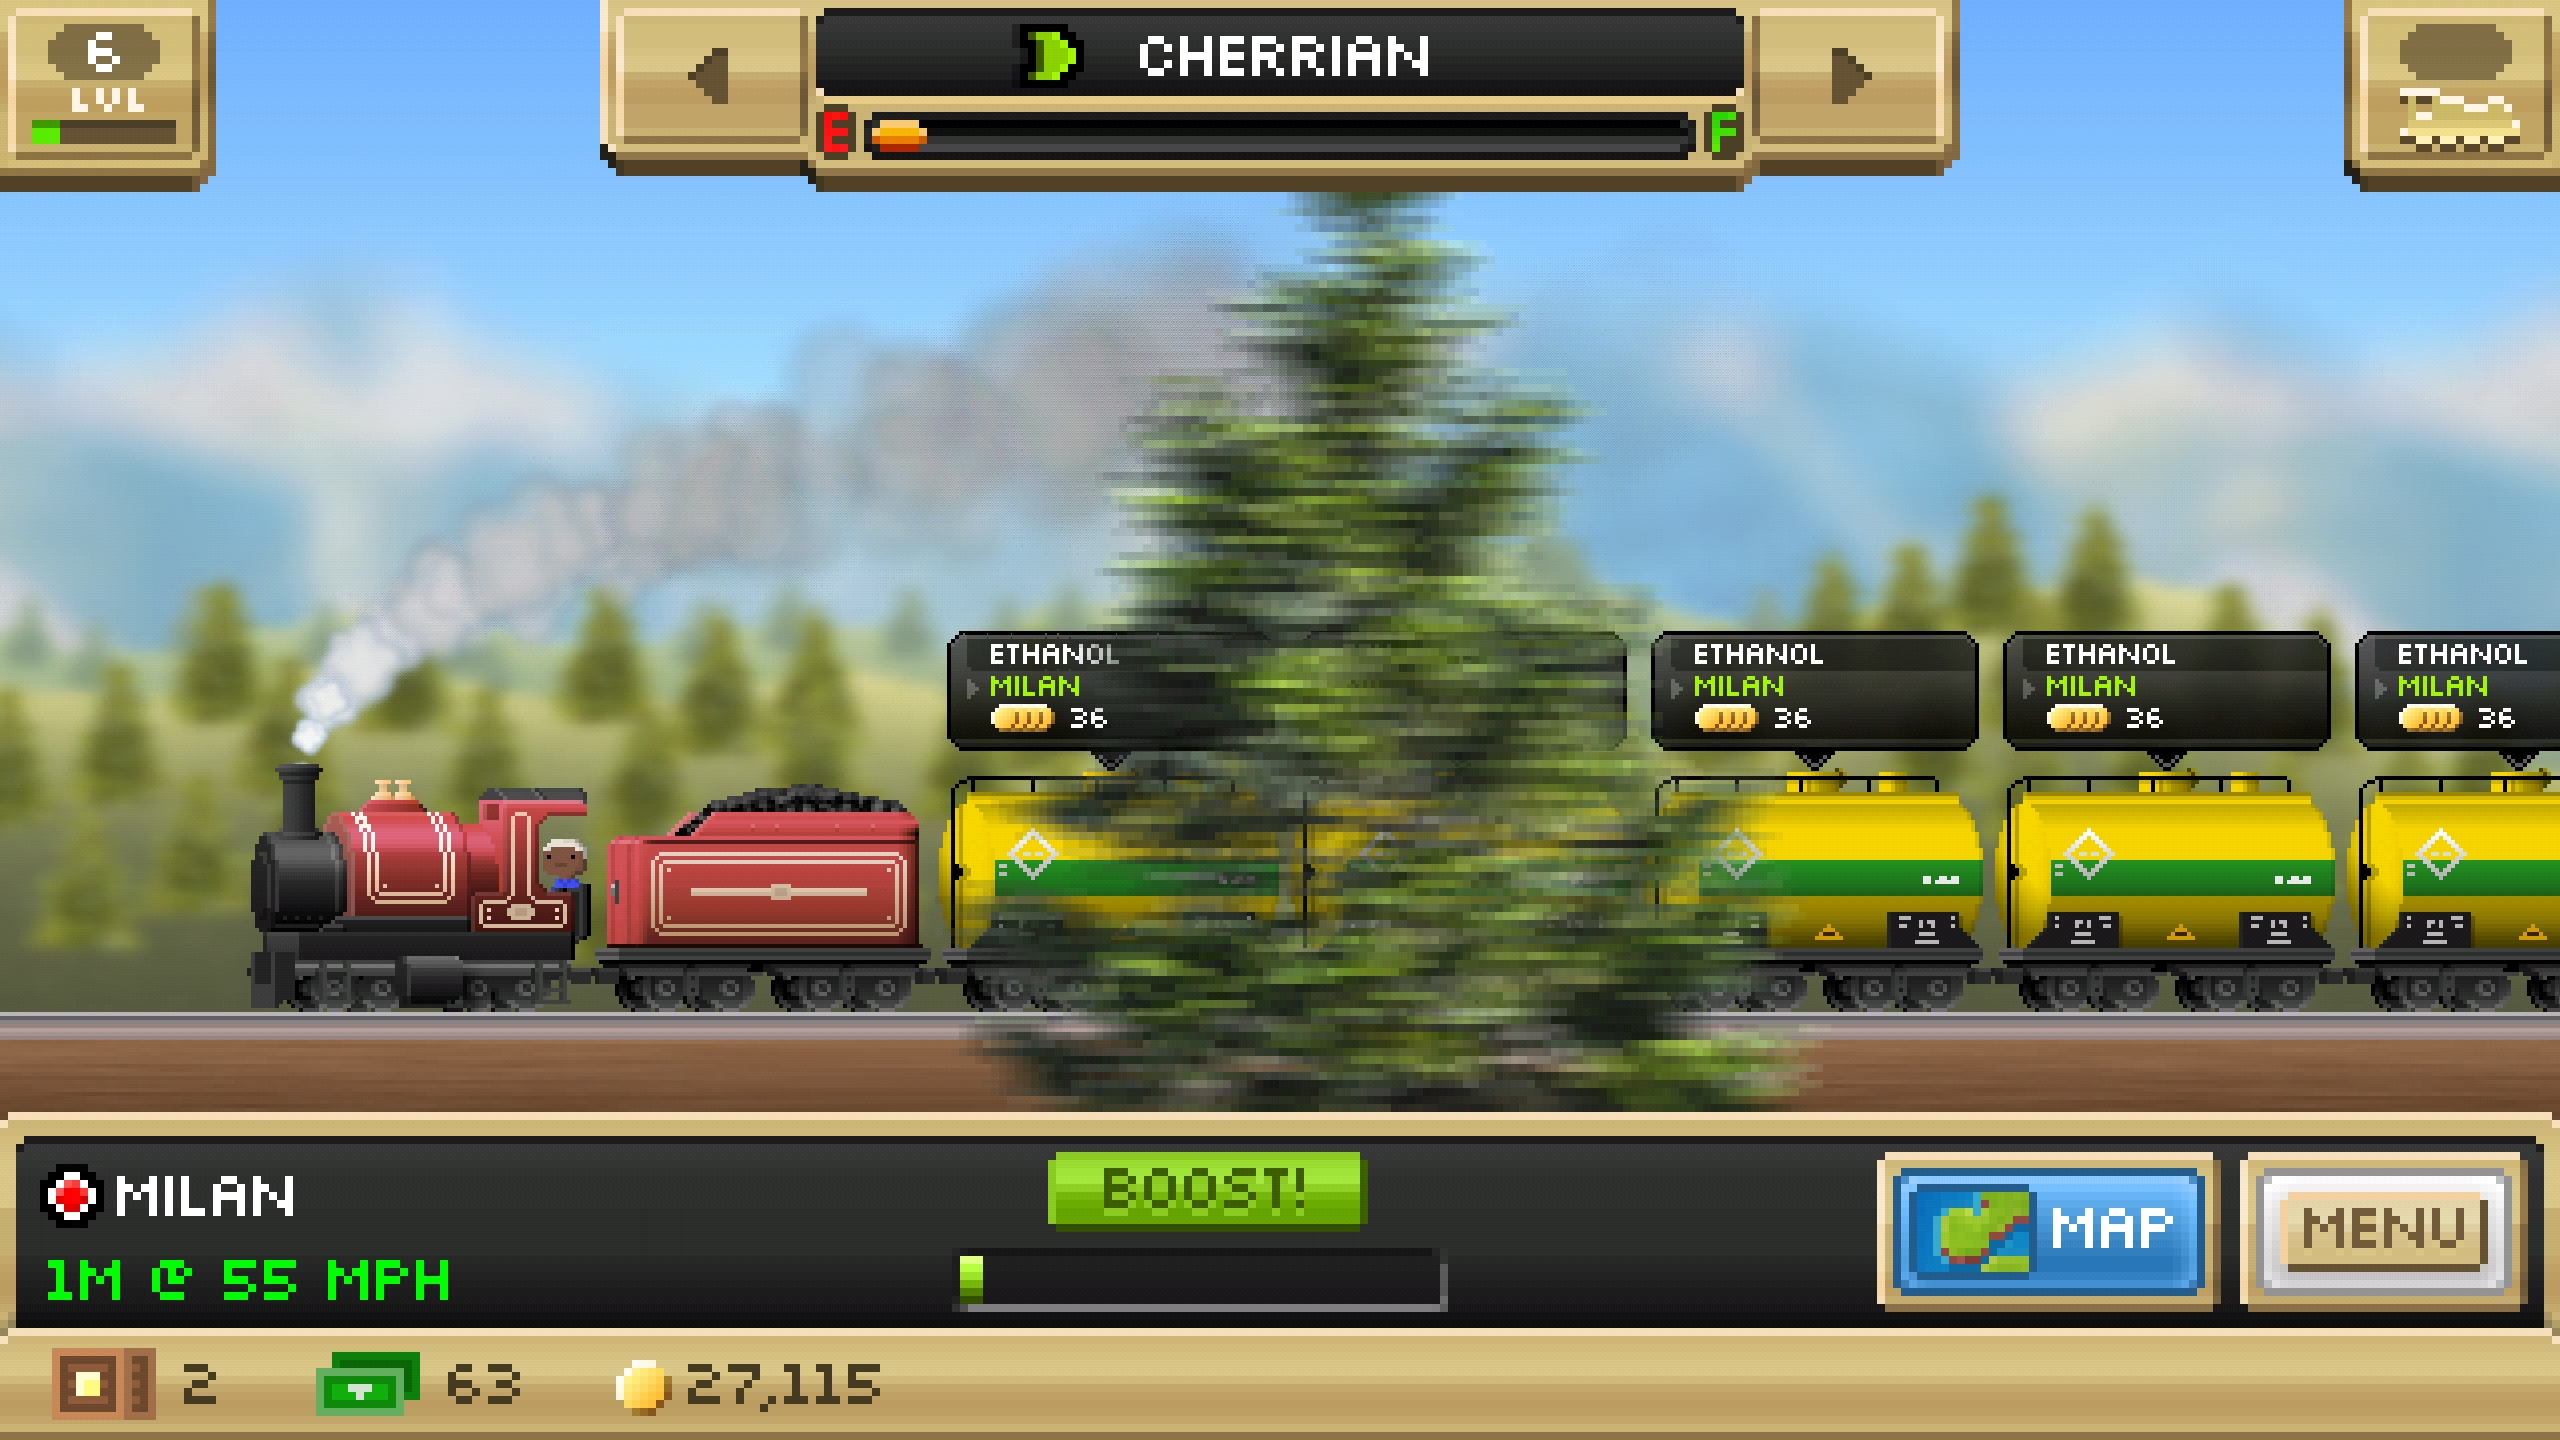 6
LVL
CHERRIAN
E F
ETHANOL
MILAN
36
ETHANOL
MILAN
36
ETHANOL
MILAN
36
ETHANOL
MILAN
36
MILAN
1M @ 55 MPH
BOOST!
MAP
MENU
2
63
27,115